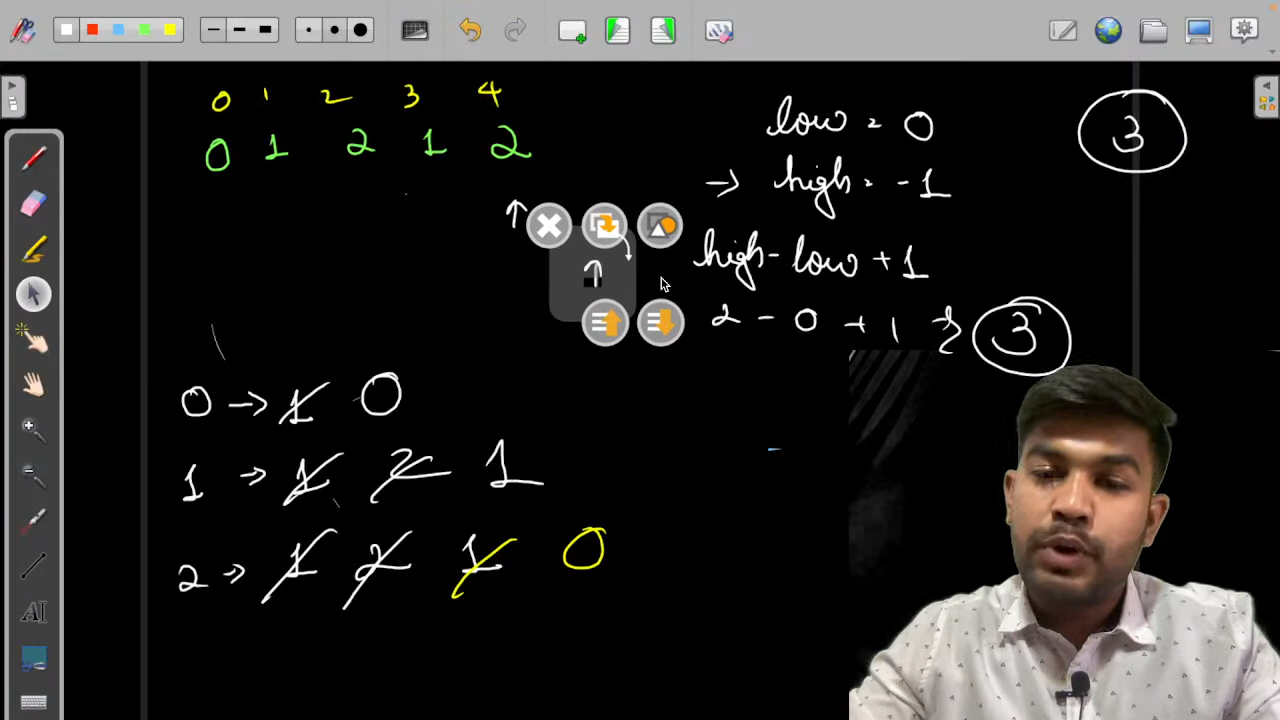 0 1 2 3 4
0 1 2 1 2
low = 0
3
→ high = -1
high - low + 1
2 - 0 + 1 → 3
0 → 1 0
1 → 1 2 1
2 → 1 2 1 0
AI